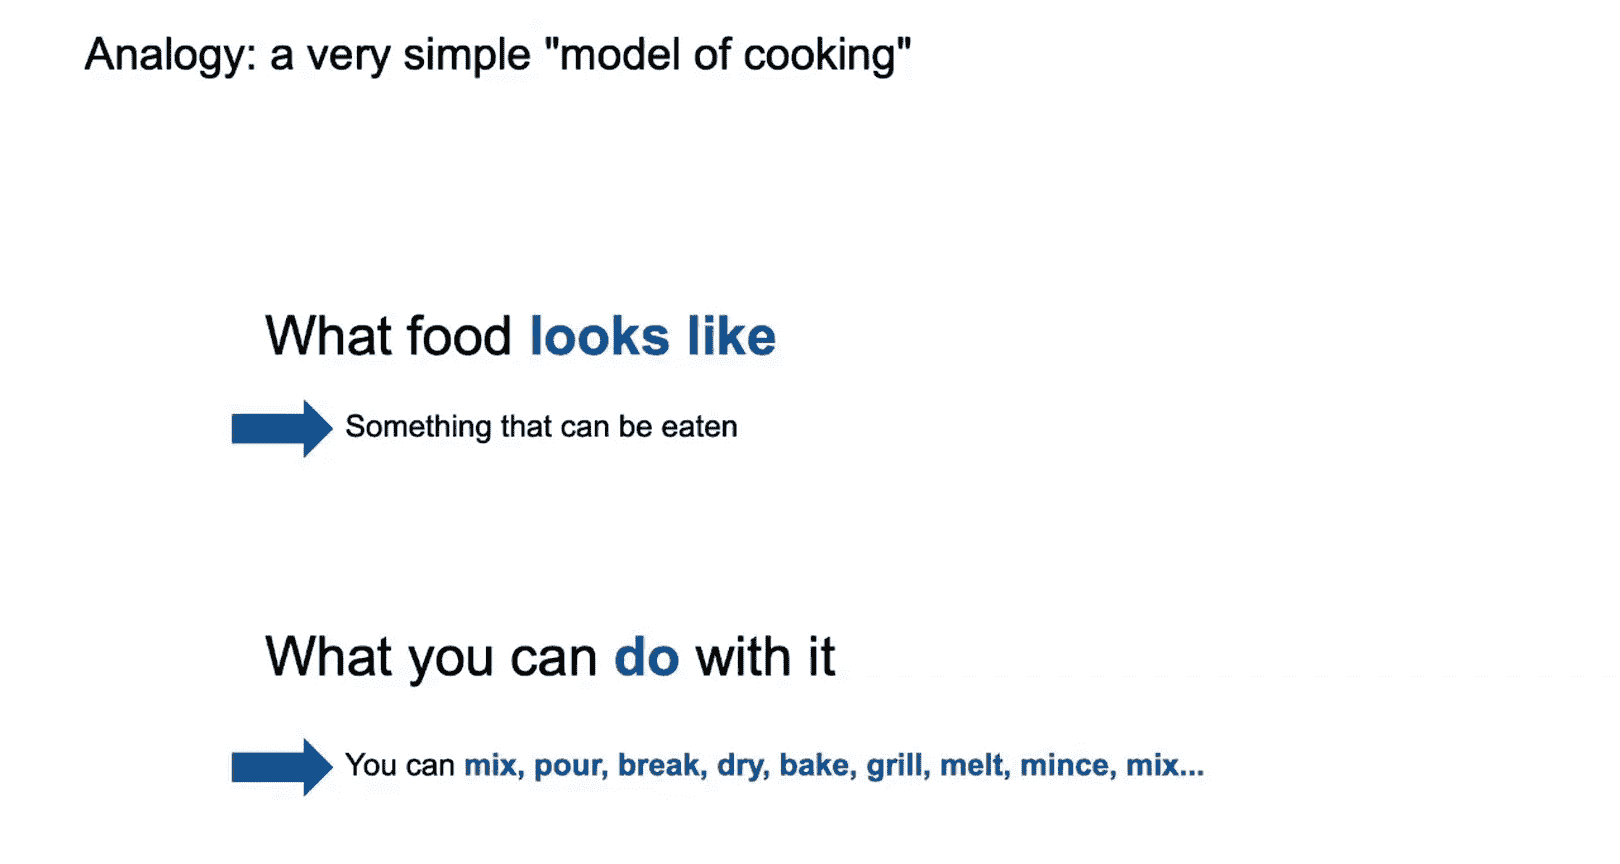 Analogy: a very simple "model of cooking"
What food looks like
Something that can be eaten
What you can do with it
You can mix, pour, break, dry, bake, grill, melt, mince, mix...